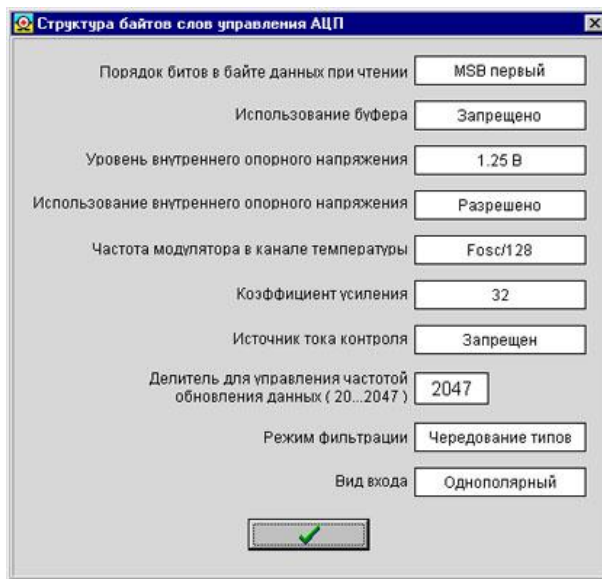 Структура байтов слов управления АЦП
Порядок битов в байте данных при чтении MSB первый
Использование буфера Запрещено
Уровень внутреннего опорного напряжения 1.25 В
Использование внутреннего опорного напряжения Разрешено
Частота модулятора в канале температуры Fosc/128
Коэффициент усиления 32
Источник тока контроля Запрещен
Делитель для управления частотой
обновления данных ( 20...2047 ) 2047
Режим фильтрации Чередование типов
Вид входа Однополярный